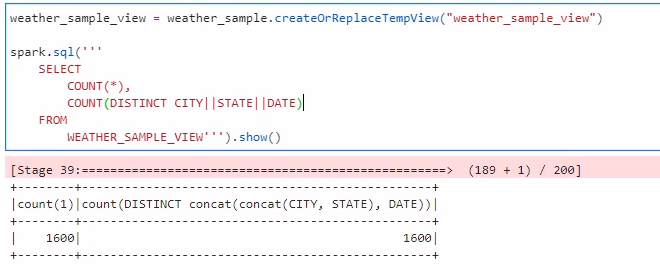 weather_sample_view = weather_sample.createOrReplaceTempView("weather_sample_view")
spark.sql('''
    SELECT
        COUNT(*),
        COUNT(DISTINCT CITY||STATE||DATE)
    FROM
        WEATHER_SAMPLE_VIEW''').show()
[Stage 39:===================================================>  (189 + 1) / 200]
+--------+--------------------------------------------------+
|count(1)|count(DISTINCT concat(concat(CITY, STATE), DATE))|
+--------+--------------------------------------------------+
|    1600|                                              1600|
+--------+--------------------------------------------------+